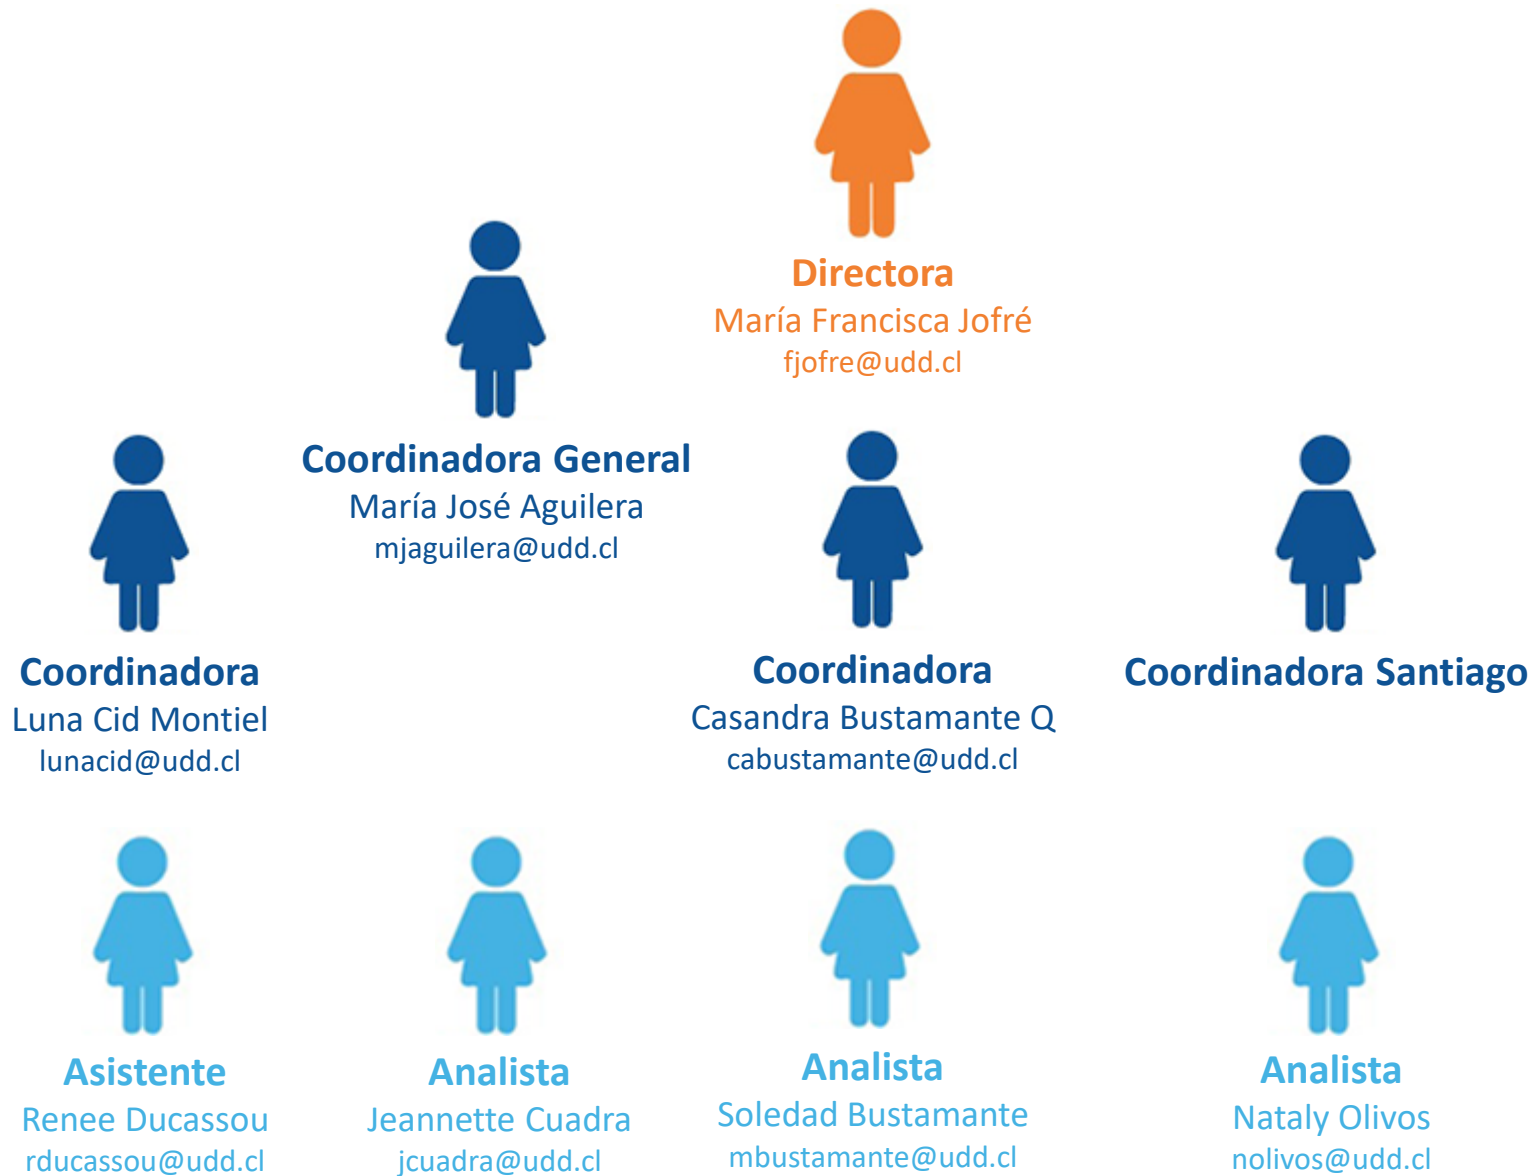 Directora
María Francisca Jofré
fjofre@udd.cl
Coordinadora General
María José Aguilera
mjaguilera@udd.cl
Coordinadora
Luna Cid Montiel
lunacid@udd.cl
Coordinadora
Casandra Bustamante Q
cabustamante@udd.cl
Coordinadora Santiago
Asistente
Renee Ducassou
rducassou@udd.cl
Analista
Jeannette Cuadra
jcuadra@udd.cl
Analista
Soledad Bustamante
mbustamante@udd.cl
Analista
Nataly Olivos
nolivos@udd.cl